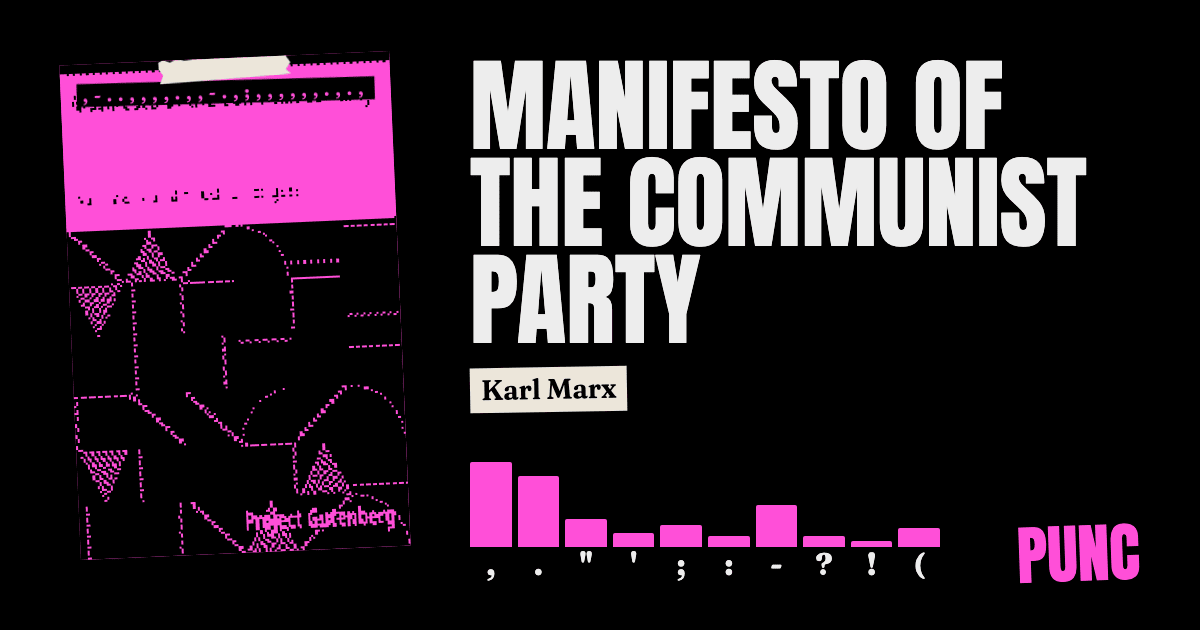 Project Gutenberg
MANIFESTO OF
THE COMMUNIST
PARTY
Karl Marx
, . " ' ; : - ? ! (
PUNC